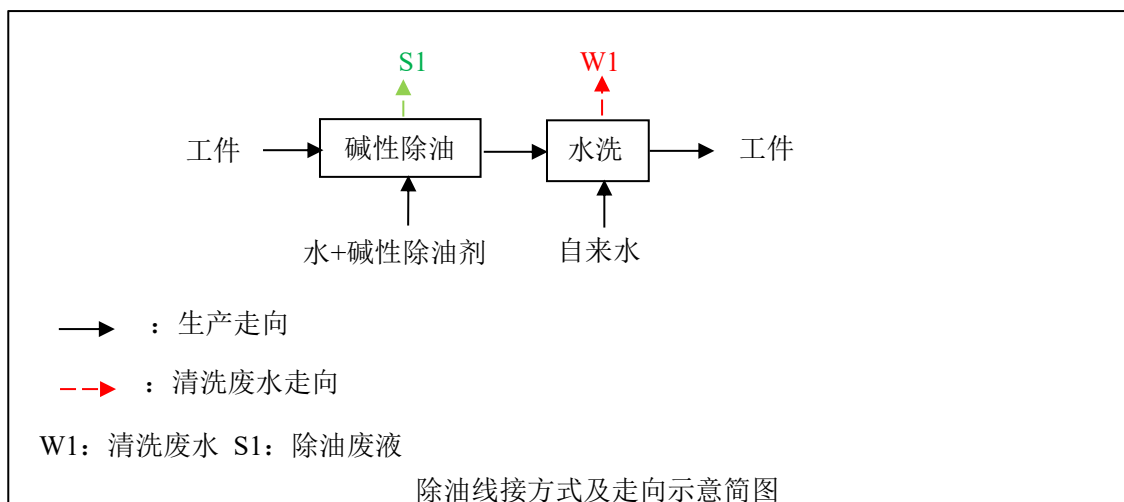 S1 W1
工件 碱性除油 水洗 工件
水+碱性除油剂 自来水
：生产走向
：清洗废水走向
W1：清洗废水 S1：除油废液
除油线接方式及走向示意简图